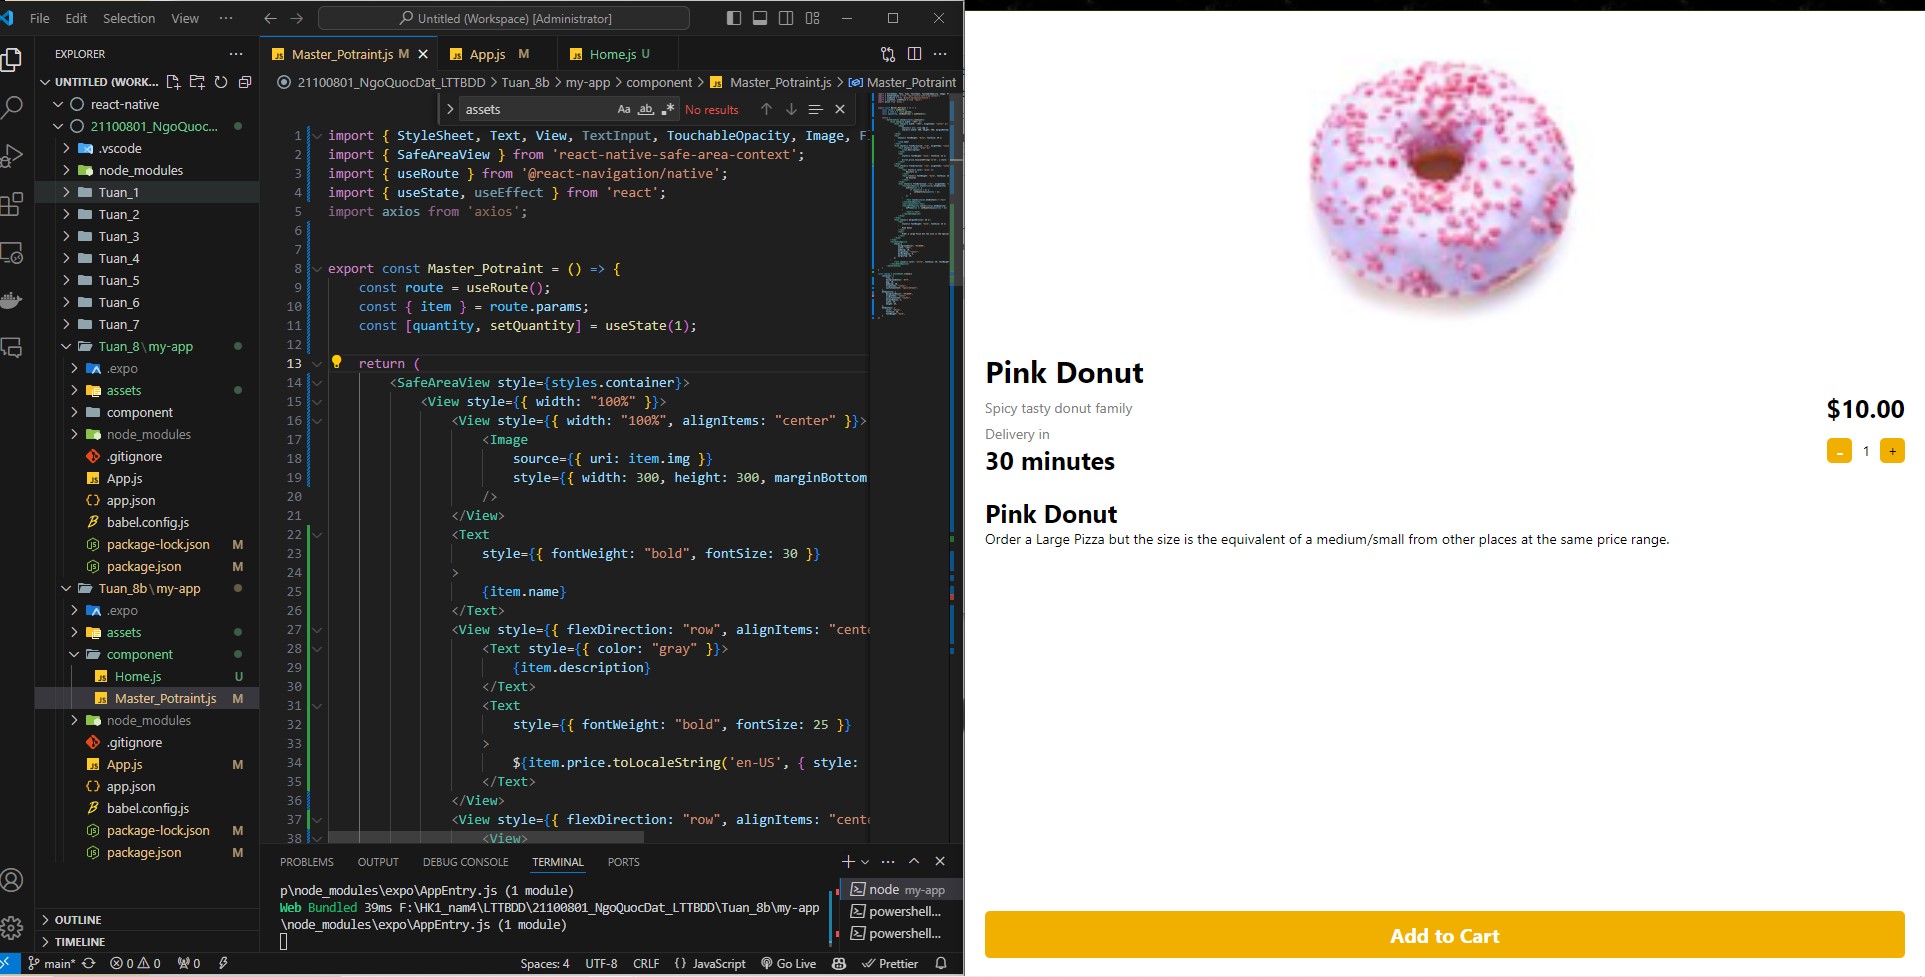 File Edit Selection View ··· Untitled (Workspace) [Administrator]
EXPLORER ···
UNTITLED (WORK...
react-native
21100801_NgoQuoc...
.vscode
node_modules
Tuan_1
Tuan_2
Tuan_3
Tuan_4
Tuan_5
Tuan_6
Tuan_7
Tuan_8\my-app
.expo
assets
component
node_modules
.gitignore
App.js
app.json
babel.config.js
package-lock.json M
package.json M
Tuan_8b\my-app
.expo
assets
component
Home.js U
Master_Potraint.js M
node_modules
.gitignore
App.js M
app.json
babel.config.js
package-lock.json M
package.json M
OUTLINE
TIMELINE
Master_Potraint.js M App.js M Home.js U
21100801_NgoQuocDat_LTTBDD > Tuan_8b > my-app > component > Master_Potraint.js > Master_Potraint
assets Aa ab .* No results
1 import { StyleSheet, Text, View, TextInput, TouchableOpacity, Image, F
2 import { SafeAreaView } from 'react-native-safe-area-context';
3 import { useRoute } from '@react-navigation/native';
4 import { useState, useEffect } from 'react';
5 import axios from 'axios';
6
7
8 export const Master_Potraint = () => {
9 const route = useRoute();
10 const { item } = route.params;
11 const [quantity, setQuantity] = useState(1);
12
13 return (
14 <SafeAreaView style={styles.container}>
15 <View style={{ width: "100%" }}>
16 <View style={{ width: "100%", alignItems: "center" }}>
17 <Image
18 source={{ uri: item.img }}
19 style={{ width: 300, height: 300, marginBottom
20 />
21 </View>
22 <Text
23 style={{ fontWeight: "bold", fontSize: 30 }}
24 >
25 {item.name}
26 </Text>
27 <View style={{ flexDirection: "row", alignItems: "cente
28 <Text style={{ color: "gray" }}>
29 {item.description}
30 </Text>
31 <Text
32 style={{ fontWeight: "bold", fontSize: 25 }}
33 >
34 ${item.price.toLocaleString('en-US', { style:
35 </Text>
36 </View>
37 <View style={{ flexDirection: "row", alignItems: "cente
38 <View>
PROBLEMS OUTPUT DEBUG CONSOLE TERMINAL PORTS
p\node_modules\expo\AppEntry.js (1 module)
Web Bundled 39ms F:\HK1_nam4\LTTBDD\21100801_NgoQuocDat_LTTBDD\Tuan_8b\my-app
\node_modules\expo\AppEntry.js (1 module)
node my-app
powershell...
powershell...
main* 0 0 0 Spaces: 4 UTF-8 CRLF {} JavaScript Go Live Prettier
Pink Donut
Spicy tasty donut family
$10.00
Delivery in
30 minutes
- 1 +
Pink Donut
Order a Large Pizza but the size is the equivalent of a medium/small from other places at the same price range.
Add to Cart